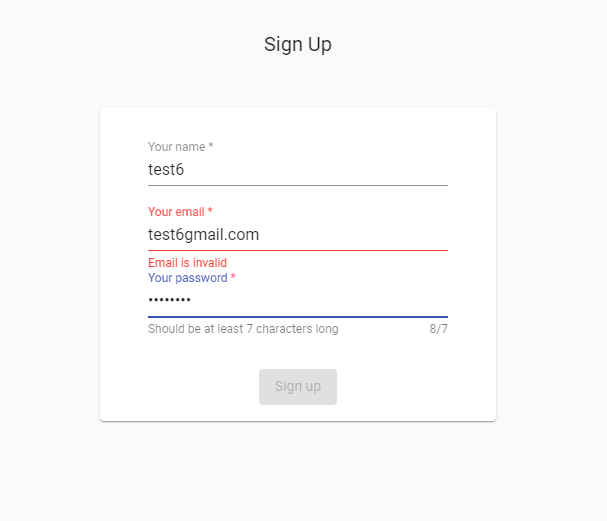 Sign Up
Your name *
test6
Your email *
test6gmail.com
Email is invalid
Your password *
••••••••
Should be at least 7 characters long 8/7
Sign up